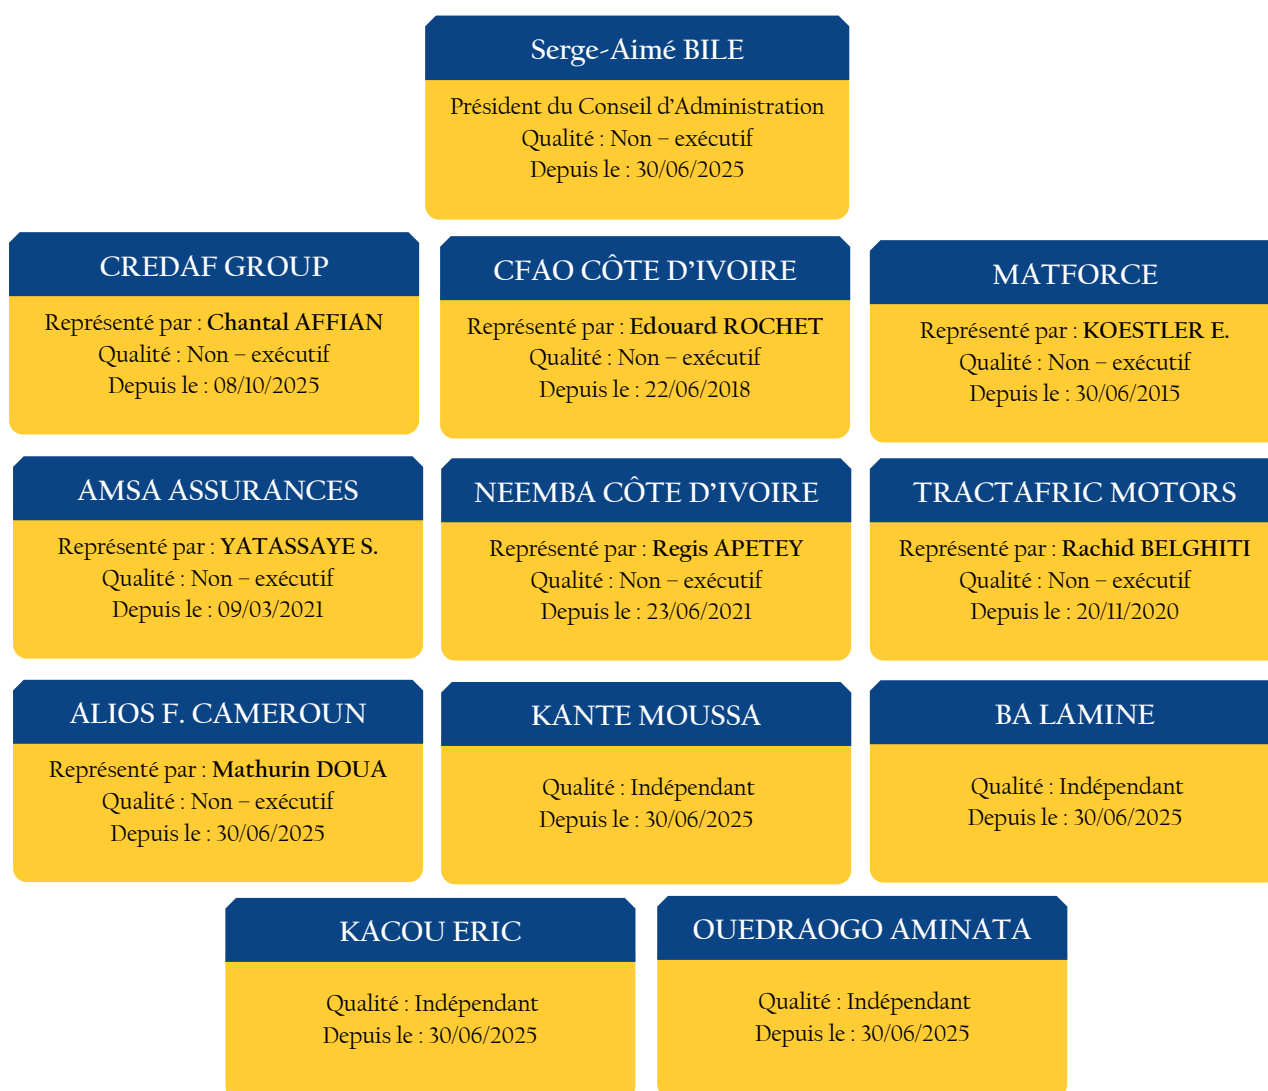 Serge-Aimé BILE
Président du Conseil d’Administration
Qualité : Non – exécutif
Depuis le : 30/06/2025
CREDAF GROUP
Représenté par : Chantal AFFIAN
Qualité : Non – exécutif
Depuis le : 08/10/2025
CFAO CÔTE D’IVOIRE
Représenté par : Edouard ROCHET
Qualité : Non – exécutif
Depuis le : 22/06/2018
MATFORCE
Représenté par : KOESTLER E.
Qualité : Non – exécutif
Depuis le : 30/06/2015
AMSA ASSURANCES
Représenté par : YATASSAYE S.
Qualité : Non – exécutif
Depuis le : 09/03/2021
NEEMBA CÔTE D’IVOIRE
Représenté par : Regis APETEY
Qualité : Non – exécutif
Depuis le : 23/06/2021
TRACTAFRIC MOTORS
Représenté par : Rachid BELGHITI
Qualité : Non – exécutif
Depuis le : 20/11/2020
ALIOS F. CAMEROUN
Représenté par : Mathurin DOUA
Qualité : Non – exécutif
Depuis le : 30/06/2025
KANTE MOUSSA
Qualité : Indépendant
Depuis le : 30/06/2025
BA LAMINE
Qualité : Indépendant
Depuis le : 30/06/2025
KACOU ERIC
Qualité : Indépendant
Depuis le : 30/06/2025
OUEDRAOGO AMINATA
Qualité : Indépendant
Depuis le : 30/06/2025